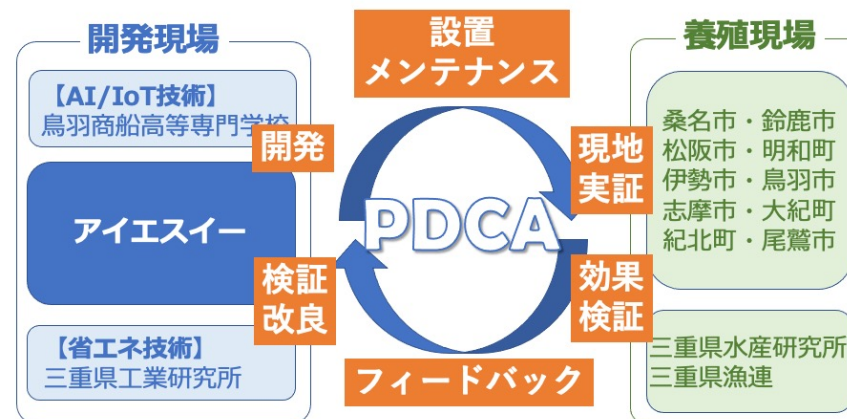 開発現場
【AI/IoT技術】
鳥羽商船高等専門学校
アイエスイー
【省エネ技術】
三重県工業研究所
設置
メンテナンス
開発
現地
実証
PDCA
検証
改良
効果
検証
フィードバック
養殖現場
桑名市・鈴鹿市
松阪市・明和町
伊勢市・鳥羽市
志摩市・大紀町
紀北町・尾鷲市
三重県水産研究所
三重県漁連